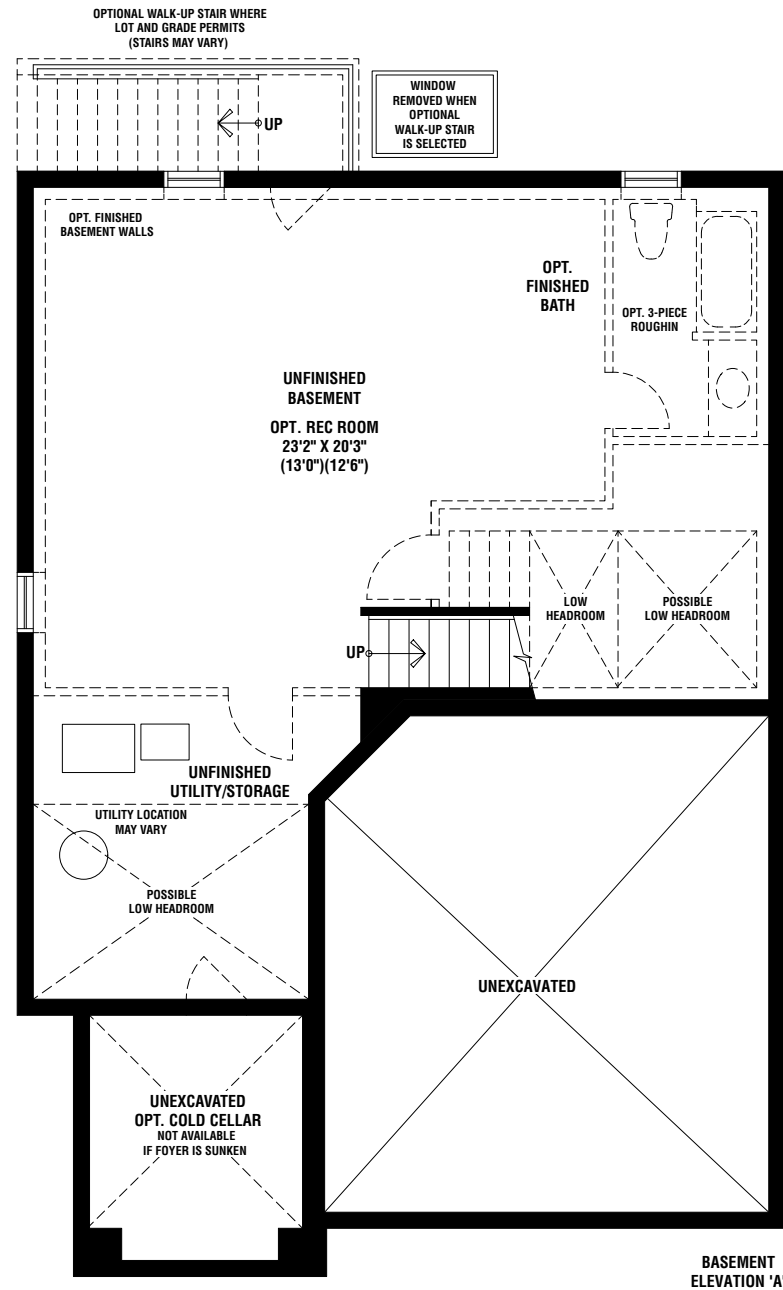 OPTIONAL WALK-UP STAIR WHERE
LOT AND GRADE PERMITS
(STAIRS MAY VARY)
WINDOW
REMOVED WHEN
OPTIONAL
WALK-UP STAIR
IS SELECTED
UP
OPT. FINISHED
BASEMENT WALLS
OPT.
FINISHED
BATH
OPT. 3-PIECE
ROUGHIN
UNFINISHED
BASEMENT
OPT. REC ROOM
23'2" X 20'3"
(13'0")(12'6")
LOW
HEADROOM
POSSIBLE
LOW HEADROOM
UP
UNFINISHED
UTILITY/STORAGE
UTILITY LOCATION
MAY VARY
POSSIBLE
LOW HEADROOM
UNEXCAVATED
UNEXCAVATED
OPT. COLD CELLAR
NOT AVAILABLE
IF FOYER IS SUNKEN
BASEMENT
ELEVATION 'A'